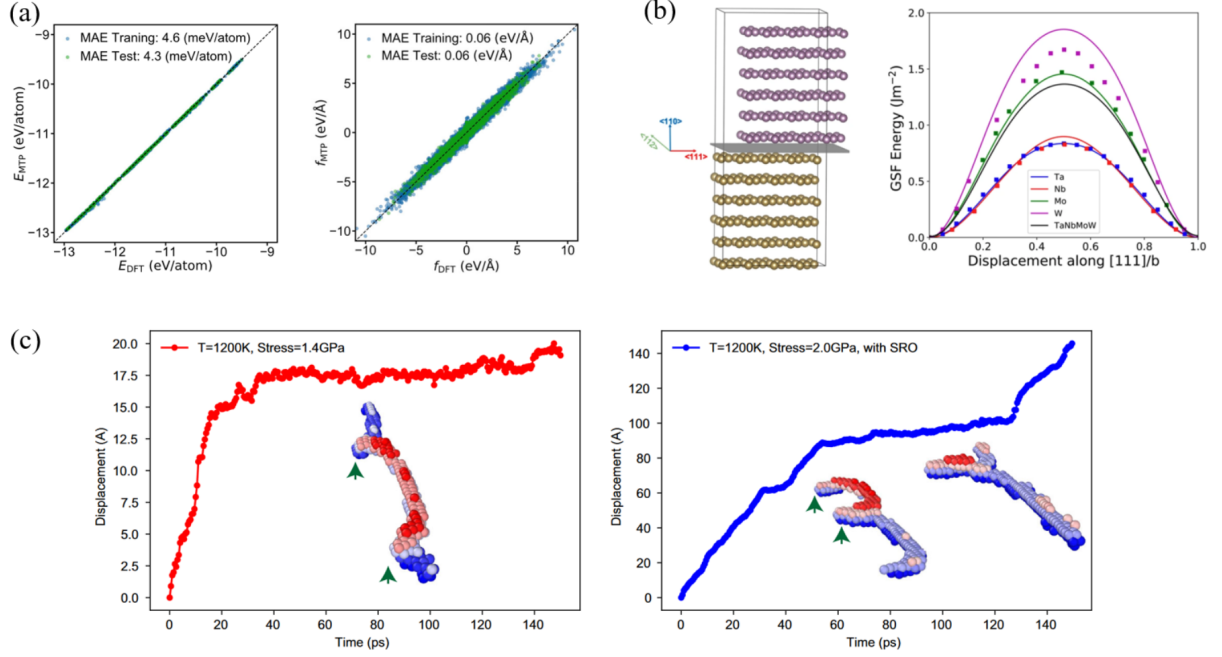 (a)
MAE Traning: 4.6 (meV/atom)
MAE Test: 4.3 (meV/atom)
E_MTP (eV/atom)
−9
−10
−11
−12
−13
−13
−12
−11
−10
−9
E_DFT (eV/atom)
MAE Training: 0.06 (eV/Å)
MAE Test: 0.06 (eV/Å)
f_MTP (eV/Å)
10
5
0
−5
−10
−10
−5
0
5
10
f_DFT (eV/Å)
(b)
<110>
<112>
<111>
GSF Energy (Jm⁻²)
2.0
1.5
1.0
0.5
0.0
Ta
Nb
Mo
W
TaNbMoW
0.0
0.2
0.4
0.6
0.8
1.0
Displacement along [111]/b
(c)
T=1200K, Stress=1.4GPa
Displacement (A)
20.0
17.5
15.0
12.5
10.0
7.5
5.0
2.5
0.0
0
20
40
60
80
100
120
140
Time (ps)
T=1200K, Stress=2.0GPa, with SRO
Displacement (A)
140
120
100
80
60
40
20
0
0
20
40
60
80
100
120
140
Time (ps)